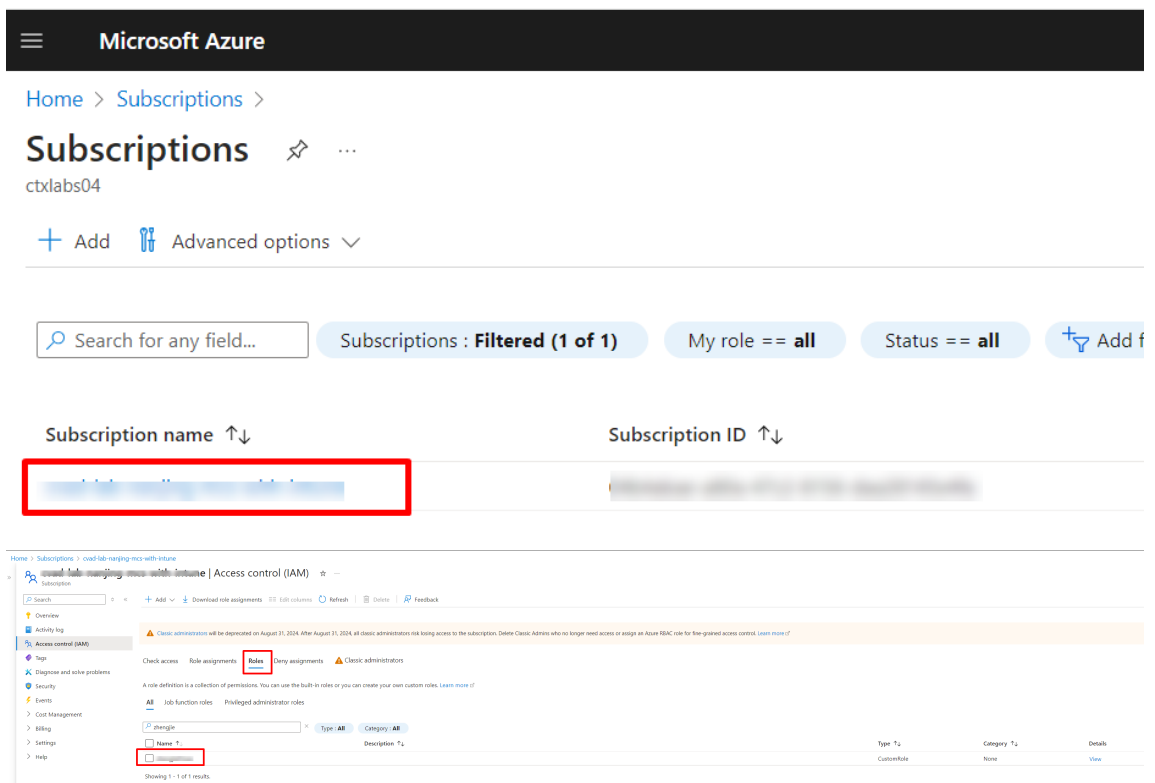 Microsoft Azure
Home > Subscriptions >
Subscriptions ...
ctxlabs04
+ Add Advanced options
Search for any field... Subscriptions : Filtered (1 of 1) My role == all Status == all Add f
Subscription name ↑↓ Subscription ID ↑↓
Home > Subscriptions > cvad-lab-nanjing-mcs-with-intune
| Access control (IAM) ☆ ...
Subscription
Search
+ Add Download role assignments Edit columns Refresh Delete Feedback
Overview
Activity log
Classic administrators will be deprecated on August 31, 2024. After August 31, 2024, all classic administrators risk losing access to the subscription. Delete Classic Admins who no longer need access or assign an Azure RBAC role for fine-grained access control. Learn more
Access control (IAM)
Tags
Check access Role assignments Roles Deny assignments Classic administrators
Diagnose and solve problems
Security
A role definition is a collection of permissions. You can use the built-in roles or you can create your own custom roles. Learn more
Events
All Job function roles Privileged administrator roles
Cost Management
Billing
zhengjie × Type : All Category : All
Settings
Name ↑ Description ↑↓ Type ↑↓ Category ↑↓ Details
Help
CustomRole None View
Showing 1 - 1 of 1 results.